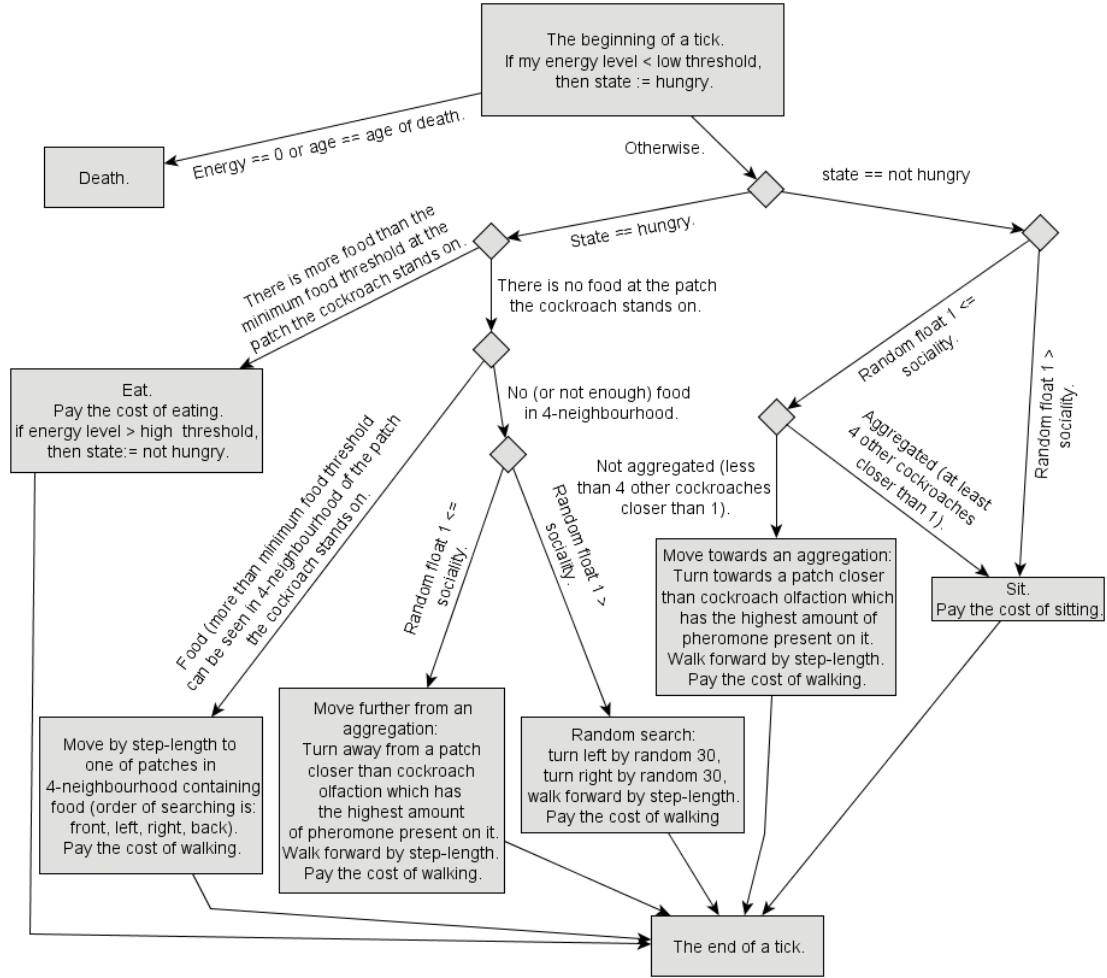 The beginning of a tick.
If my energy level < low threshold,
then state := hungry.
Energy == 0 or age == age of death.
Death.
Otherwise.
state == not hungry
State == hungry.
There is more food than the
minimum food threshold at the
patch the cockroach stands on.
There is no food at the patch
the cockroach stands on.
Random float 1 <=
sociality.
Random float 1 >
sociality.
Eat.
Pay the cost of eating.
if energy level > high threshold,
then state:= not hungry.
No (or not enough) food
in 4-neighbourhood.
Food (more than minimum food threshold
can be seen in 4-neighbourhood of the patch
the cockroach stands on.
Random float 1 <=
sociality.
Random float 1 >
sociality.
Not aggregated (less
than 4 other cockroaches
closer than 1).
Aggregated (at least
4 other cockroaches
closer than 1).
Move towards an aggregation:
Turn towards a patch closer
than cockroach olfaction which
has the highest amount of
pheromone present on it.
Walk forward by step-length.
Pay the cost of walking.
Sit.
Pay the cost of sitting.
Move by step-length to
one of patches in
4-neighbourhood containing
food (order of searching is:
front, left, right, back).
Pay the cost of walking.
Move further from an
aggregation:
Turn away from a patch
closer than cockroach
olfaction which has
the highest amount
of pheromone present on it.
Walk forward by step-length.
Pay the cost of walking.
Random search:
turn left by random 30,
turn right by random 30,
walk forward by step-length.
Pay the cost of walking
The end of a tick.